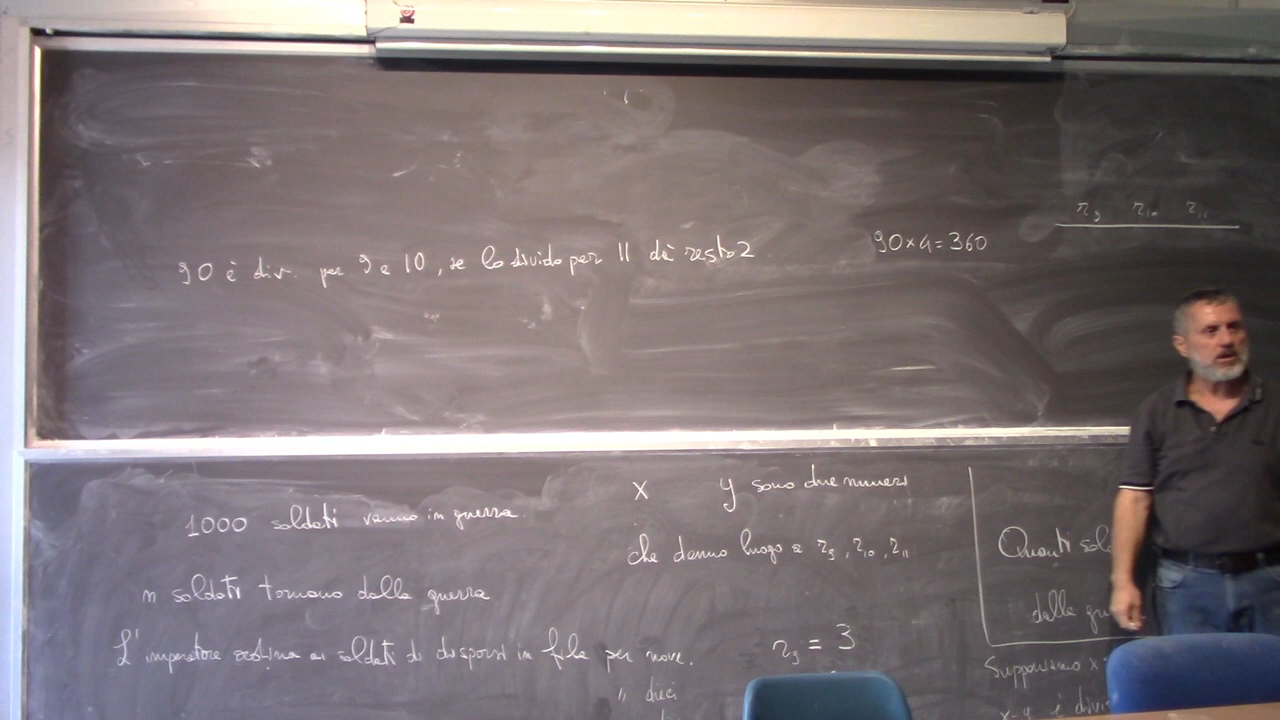 r₉ r₁₀ r₁₁
90 è div. per 9 e 10, se lo divido per 11 dà resto 2
90×4=360
1000 soldati vanno in guerra.
n soldati tornano dalla guerra
L'imperatore ordina ai soldati di disporsi in fila per nove.
" dieci
x y sono due numeri
che danno luogo a r₉, r₁₀, r₁₁
r₉ = 3
Quanti sol
dalla gu
Supponiamo x
x-y è divi